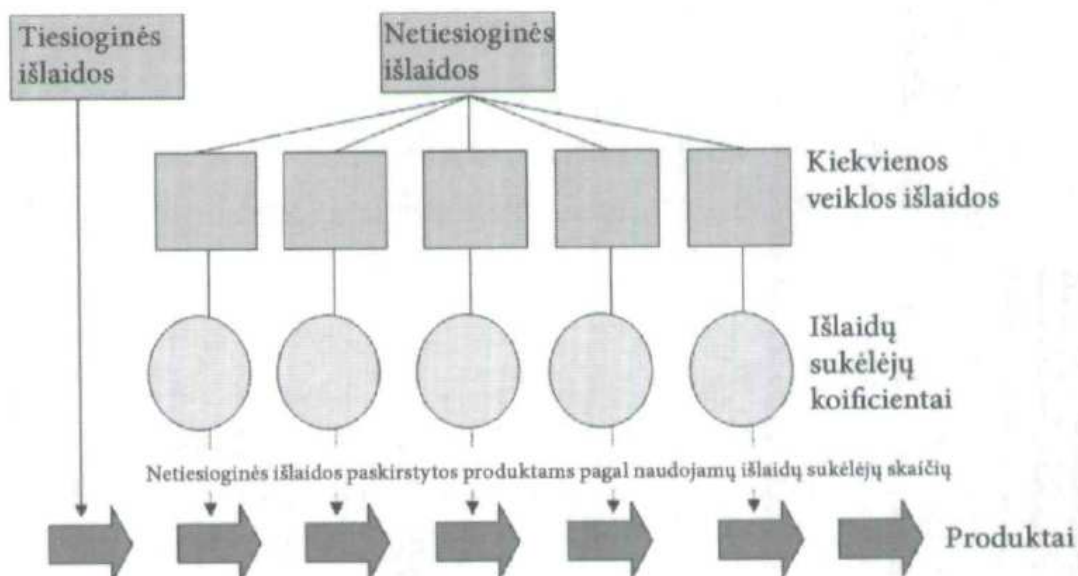 Tiesioginės
išlaidos
Netiesioginės
išlaidos
Kiekvienos
veiklos išlaidos
Išlaidų
sukėlėjų
koificientai
Netiesioginės išlaidos paskirstytos produktams pagal naudojamų išlaidų sukėlėjų skaičių
Produktai